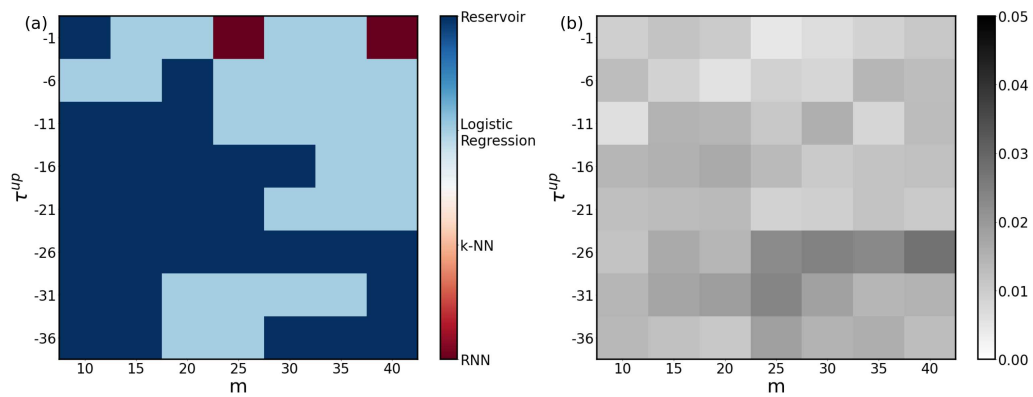 (a)
-1
-6
-11
-16
-21
-26
-31
-36
τ^up
10 15 20 25 30 35 40
m
Reservoir
Logistic
Regression
k-NN
RNN
(b)
-1
-6
-11
-16
-21
-26
-31
-36
τ^up
10 15 20 25 30 35 40
m
0.05
0.04
0.03
0.02
0.01
0.00